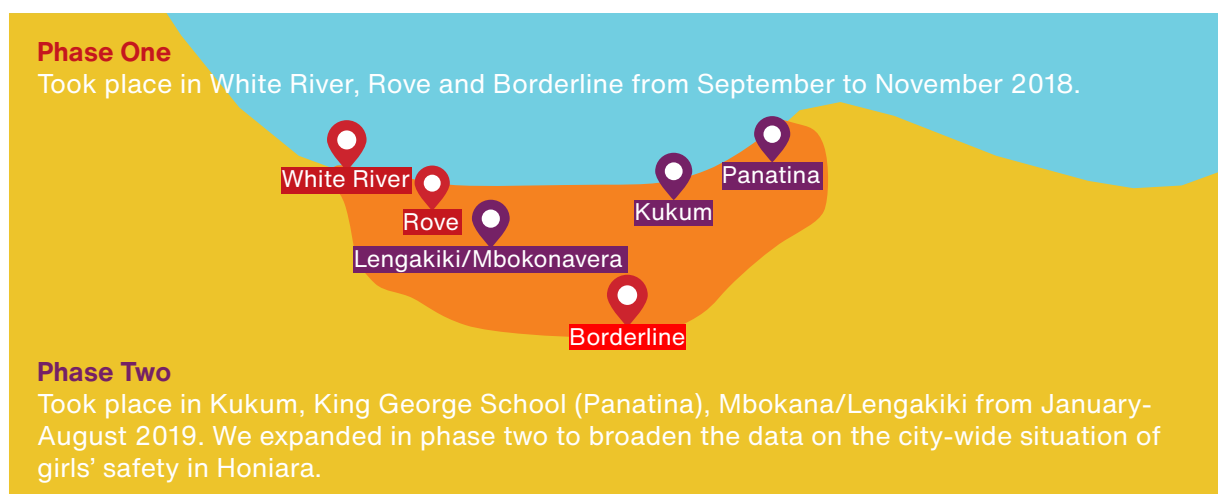 Phase One
Took place in White River, Rove and Borderline from September to November 2018.
Panatina
White River
Kukum
Rove
Lengakiki/Mbokonavera
Borderline
Phase Two
Took place in Kukum, King George School (Panatina), Mbokana/Lengakiki from January-
August 2019. We expanded in phase two to broaden the data on the city-wide situation of
girls’ safety in Honiara.